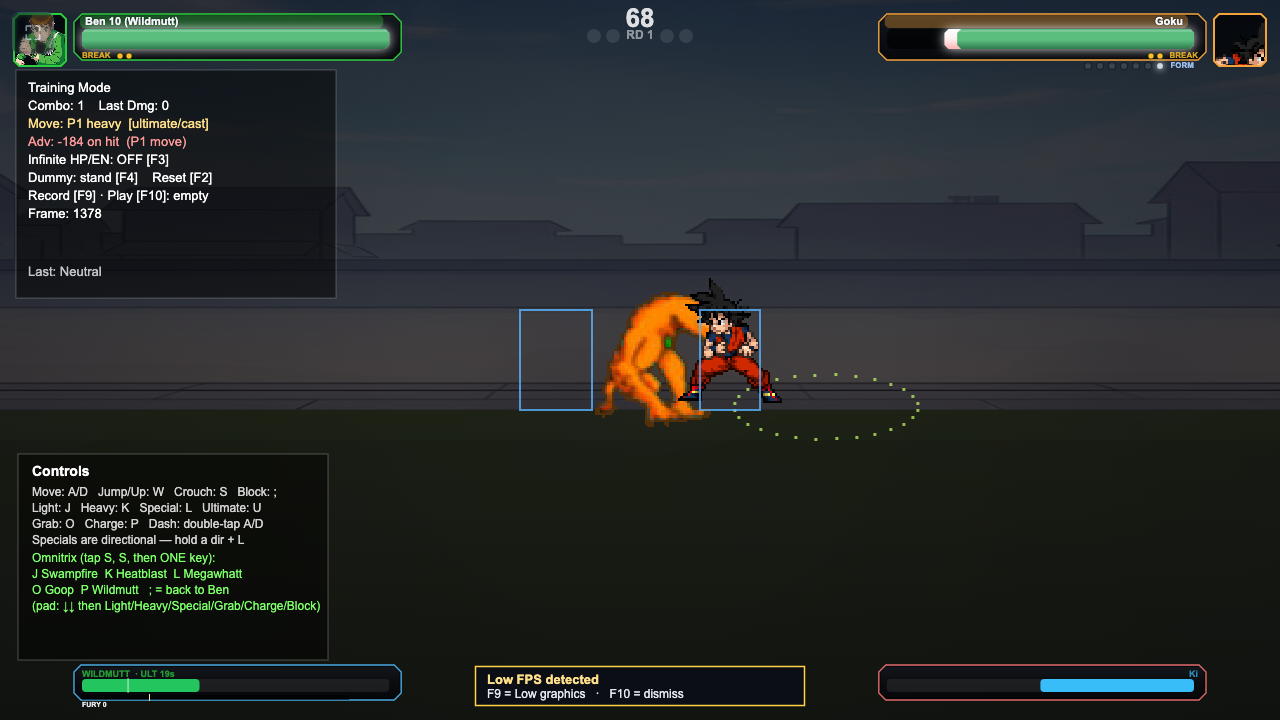 Ben 10 (Wildmutt)
BREAK
68
RD 1
Goku
BREAK
FORM
Training Mode
Combo: 1    Last Dmg: 0
Move: P1 heavy  [ultimate/cast]
Adv: -184 on hit  (P1 move)
Infinite HP/EN: OFF [F3]
Dummy: stand [F4]    Reset [F2]
Record [F9] · Play [F10]: empty
Frame: 1378
Last: Neutral
Controls
Move: A/D   Jump/Up: W   Crouch: S   Block: ;
Light: J   Heavy: K   Special: L   Ultimate: U
Grab: O   Charge: P   Dash: double-tap A/D
Specials are directional — hold a dir + L
Omnitrix (tap S, S, then ONE key):
J Swampfire  K Heatblast  L Megawhatt
O Goop  P Wildmutt   ; = back to Ben
(pad: ↓↓ then Light/Heavy/Special/Grab/Charge/Block)
WILDMUTT · ULT 19s
FURY 0
Low FPS detected
F9 = Low graphics   ·   F10 = dismiss
Ki